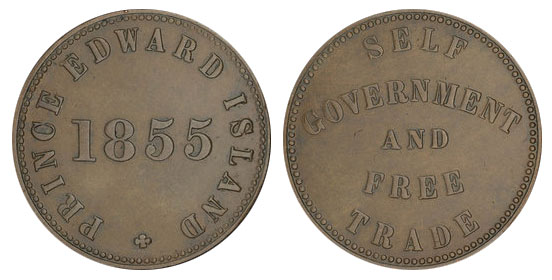 PRINCE EDWARD ISLAND
1855
SELF
GOVERNMENT
AND
FREE
TRADE